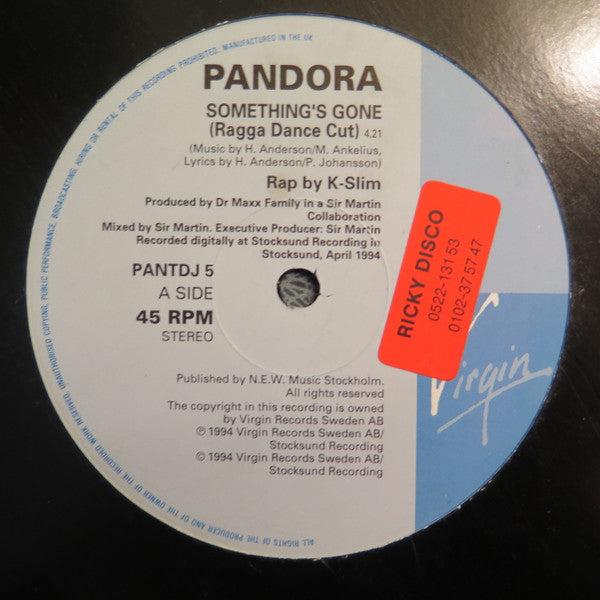 PANDORA
SOMETHING'S GONE
(Ragga Dance Cut) 4.21
(Music by H. Anderson/M. Ankelius,
Lyrics by H. Anderson/P. Johansson)
Rap by K-Slim
Produced by Dr Maxx Family in a Sir Martin
Collaboration
Mixed by Sir Martin. Executive Producer: Sir Martin
Recorded digitally at Stocksund Recording in
Stocksund, April 1994
PANTDJ 5
A SIDE
45 RPM
STEREO
Published by N.E.W. Music Stockholm.
All rights reserved
The copyright in this recording is owned
by Virgin Records Sweden AB
℗ 1994 Virgin Records Sweden AB/
Stocksund Recording
© 1994 Virgin Records Sweden AB/
Stocksund Recording
RICKY DISCO
0522-131 53
0102-37 57 47
Virgin
ALL RIGHTS OF THE PRODUCER AND OF THE OWNER OF THE RECORDED WORK RESERVED. UNAUTHORISED COPYING, PUBLIC PERFORMANCE, BROADCASTING, HIRING OR RENTAL OF THIS RECORDING PROHIBITED. MANUFACTURED IN THE UK